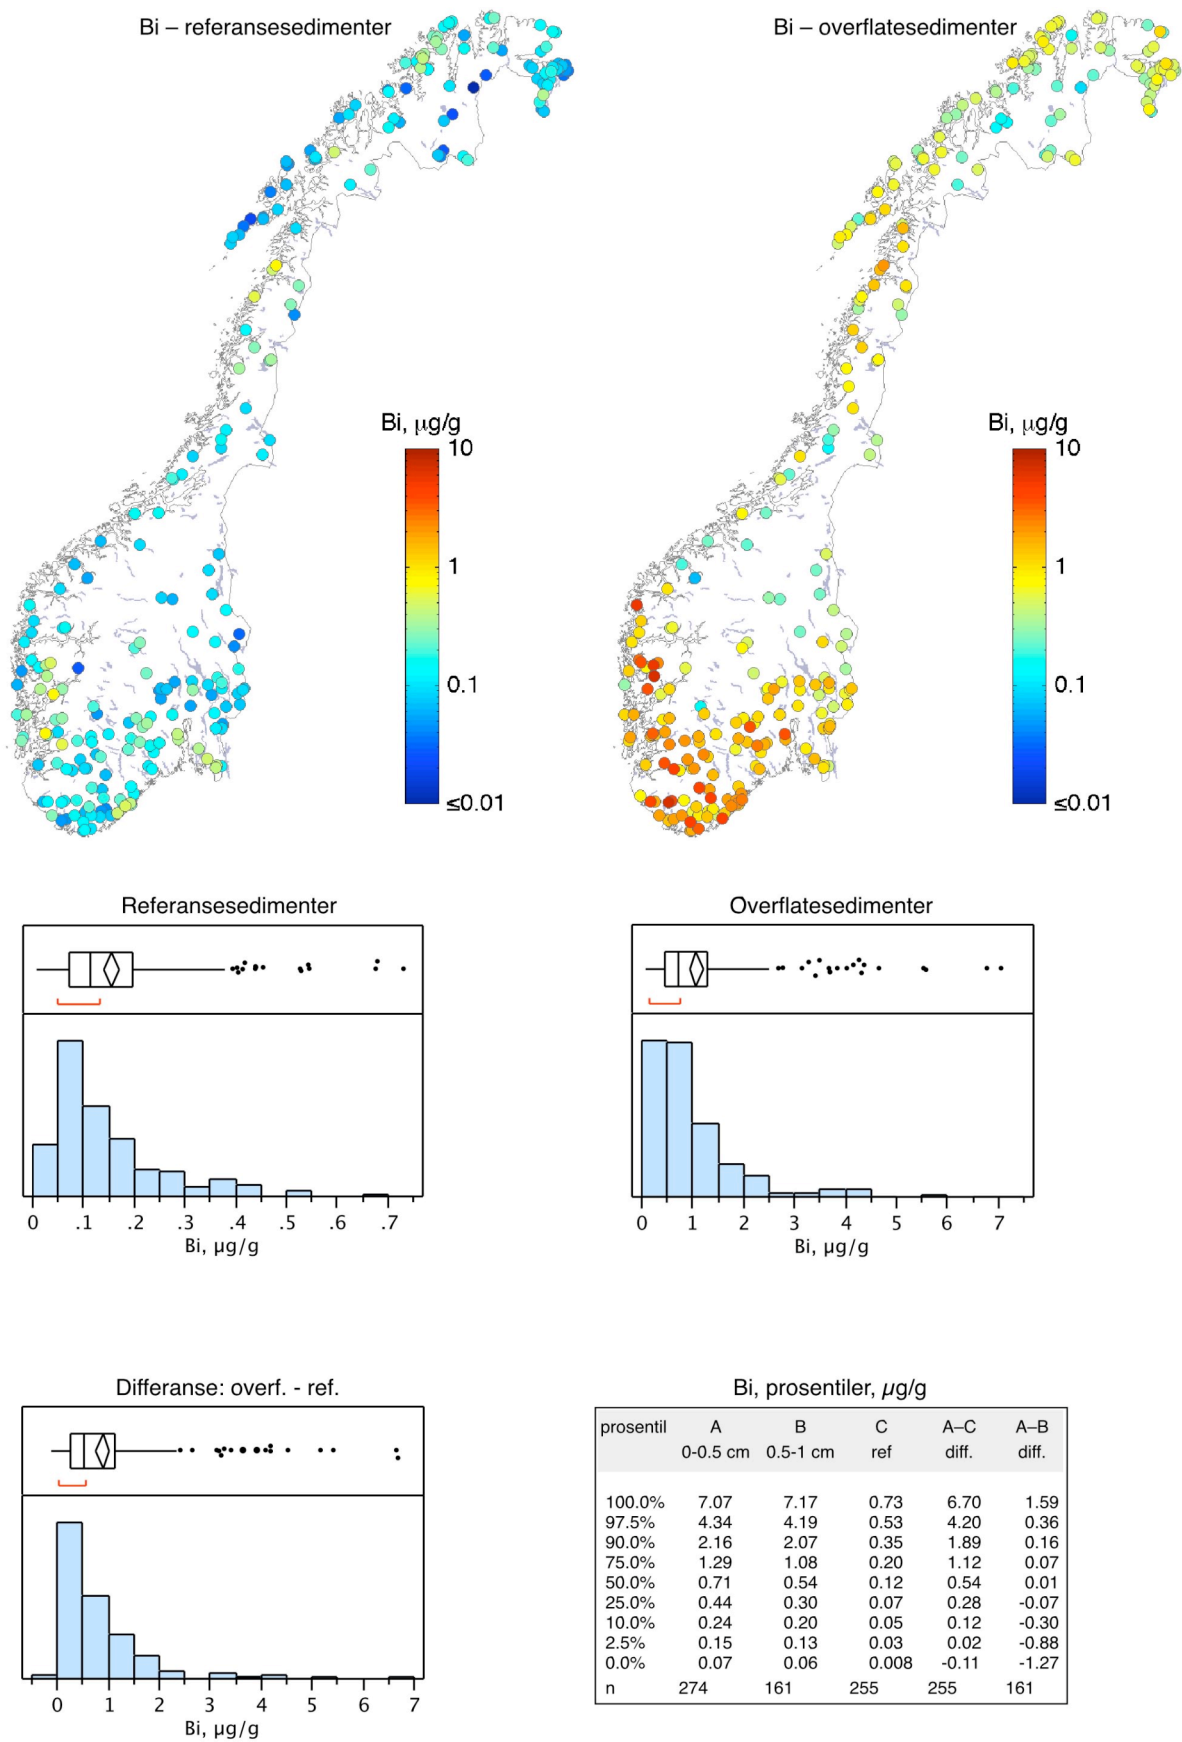 Bi – referansesedimenter
Bi – overflatesedimenter
Bi, µg/g
10
1
0.1
≤0.01
Bi, µg/g
10
1
0.1
≤0.01
Referansesedimenter
0 .1 .2 .3 .4 .5 .6 .7
Bi, µg/g
Overflatesedimenter
0 1 2 3 4 5 6 7
Bi, µg/g
Differanse: overf. - ref.
0 1 2 3 4 5 6 7
Bi, µg/g
Bi, prosentiler, µg/g
prosentil A B C A–C A–B
0-0.5 cm 0.5-1 cm ref diff. diff.
100.0% 7.07 7.17 0.73 6.70 1.59
97.5% 4.34 4.19 0.53 4.20 0.36
90.0% 2.16 2.07 0.35 1.89 0.16
75.0% 1.29 1.08 0.20 1.12 0.07
50.0% 0.71 0.54 0.12 0.54 0.01
25.0% 0.44 0.30 0.07 0.28 -0.07
10.0% 0.24 0.20 0.05 0.12 -0.30
2.5% 0.15 0.13 0.03 0.02 -0.88
0.0% 0.07 0.06 0.008 -0.11 -1.27
n 274 161 255 255 161